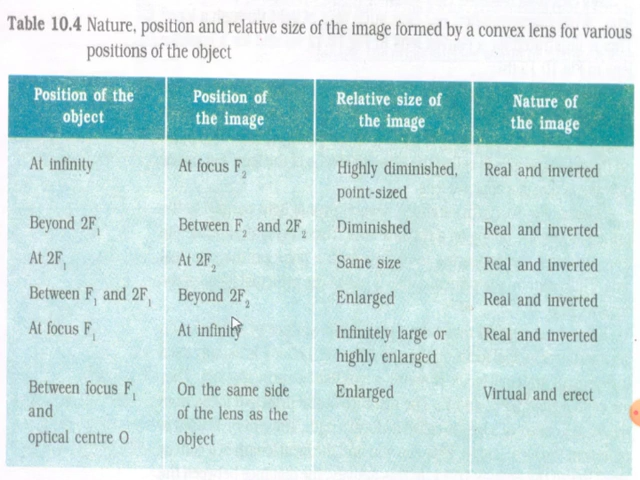 Table 10.4 Nature, position and relative size of the image formed by a convex lens for various
positions of the object
Position of the object | Position of the image | Relative size of the image | Nature of the image
At infinity | At focus F₂ | Highly diminished, point-sized | Real and inverted
Beyond 2F₁ | Between F₂ and 2F₂ | Diminished | Real and inverted
At 2F₁ | At 2F₂ | Same size | Real and inverted
Between F₁ and 2F₁ | Beyond 2F₂ | Enlarged | Real and inverted
At focus F₁ | At infinity | Infinitely large or highly enlarged | Real and inverted
Between focus F₁ and optical centre O | On the same side of the lens as the object | Enlarged | Virtual and erect